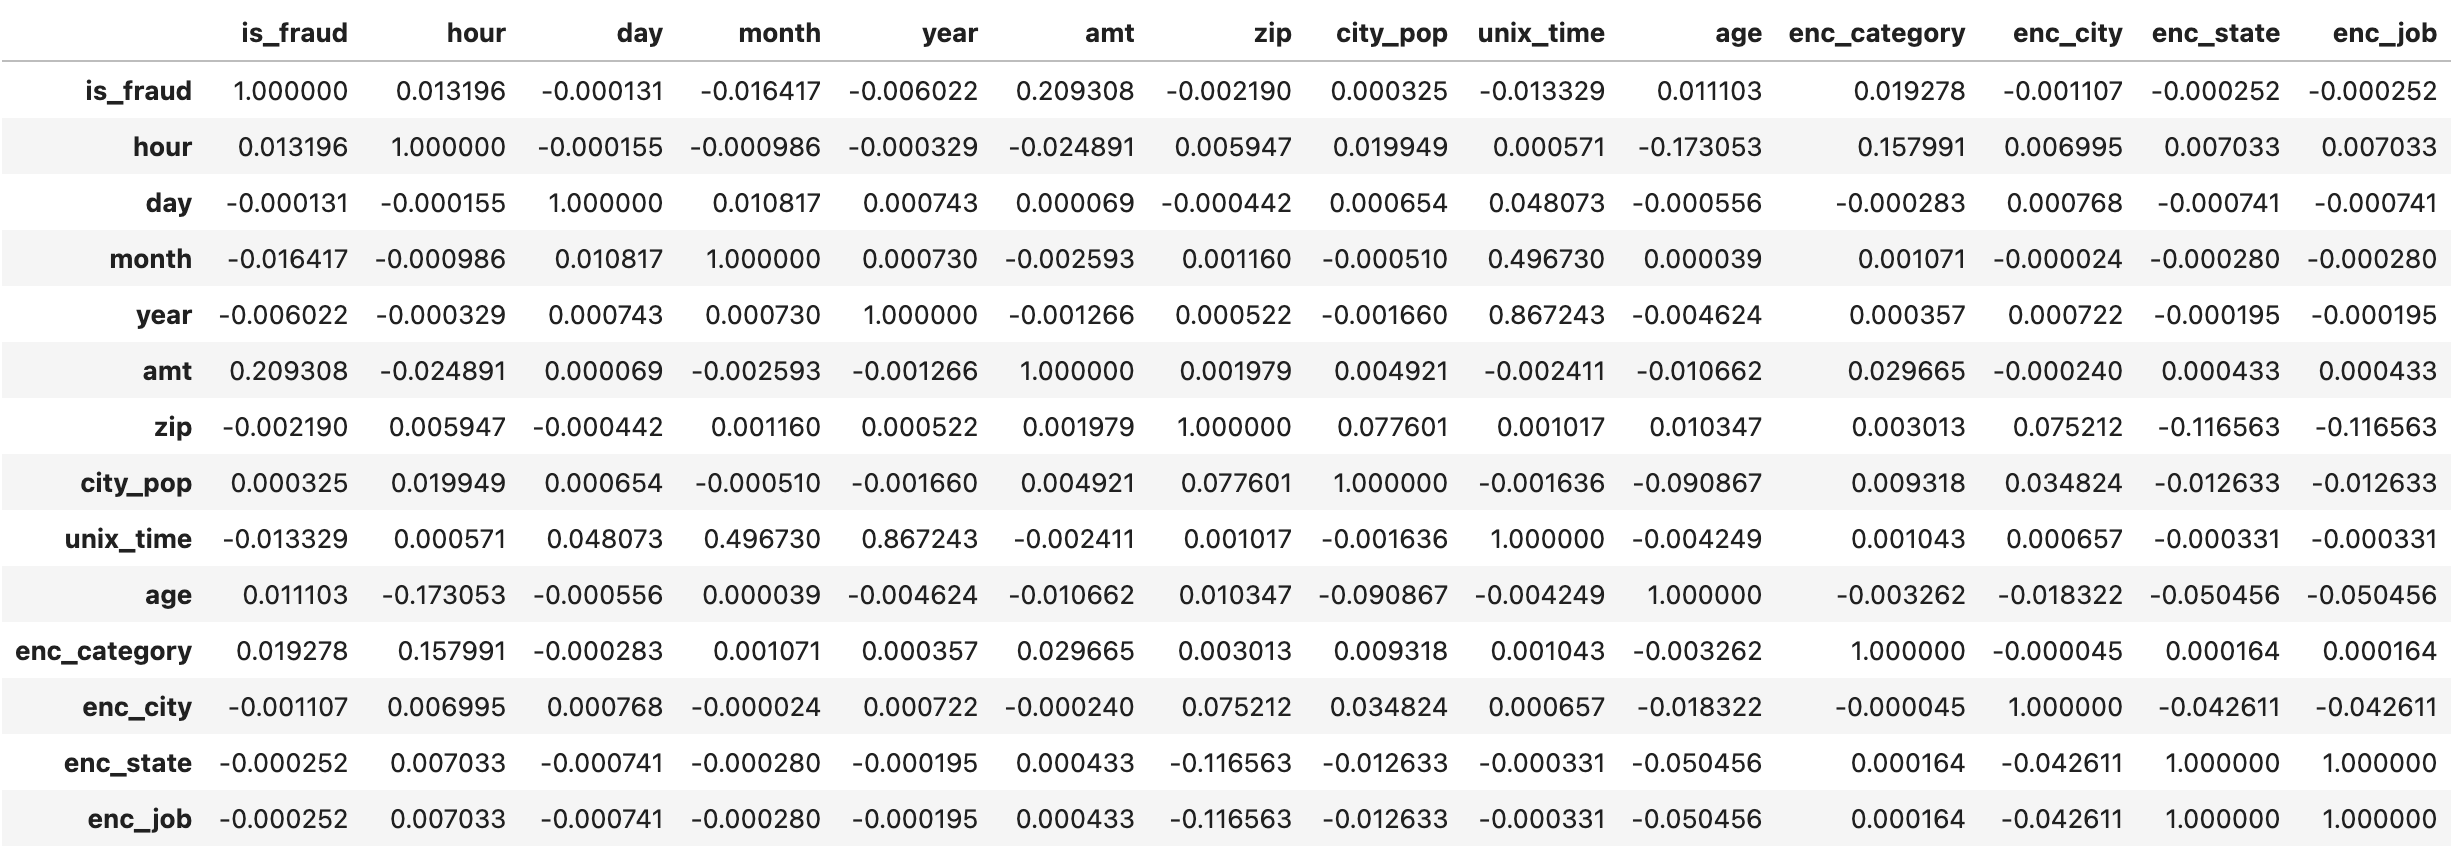 is_fraud hour day month year amt zip city_pop unix_time age enc_category enc_city enc_state enc_job
is_fraud 1.000000 0.013196 -0.000131 -0.016417 -0.006022 0.209308 -0.002190 0.000325 -0.013329 0.011103 0.019278 -0.001107 -0.000252 -0.000252
hour 0.013196 1.000000 -0.000155 -0.000986 -0.000329 -0.024891 0.005947 0.019949 0.000571 -0.173053 0.157991 0.006995 0.007033 0.007033
day -0.000131 -0.000155 1.000000 0.010817 0.000743 0.000069 -0.000442 0.000654 0.048073 -0.000556 -0.000283 0.000768 -0.000741 -0.000741
month -0.016417 -0.000986 0.010817 1.000000 0.000730 -0.002593 0.001160 -0.000510 0.496730 0.000039 0.001071 -0.000024 -0.000280 -0.000280
year -0.006022 -0.000329 0.000743 0.000730 1.000000 -0.001266 0.000522 -0.001660 0.867243 -0.004624 0.000357 0.000722 -0.000195 -0.000195
amt 0.209308 -0.024891 0.000069 -0.002593 -0.001266 1.000000 0.001979 0.004921 -0.002411 -0.010662 0.029665 -0.000240 0.000433 0.000433
zip -0.002190 0.005947 -0.000442 0.001160 0.000522 0.001979 1.000000 0.077601 0.001017 0.010347 0.003013 0.075212 -0.116563 -0.116563
city_pop 0.000325 0.019949 0.000654 -0.000510 -0.001660 0.004921 0.077601 1.000000 -0.001636 -0.090867 0.009318 0.034824 -0.012633 -0.012633
unix_time -0.013329 0.000571 0.048073 0.496730 0.867243 -0.002411 0.001017 -0.001636 1.000000 -0.004249 0.001043 0.000657 -0.000331 -0.000331
age 0.011103 -0.173053 -0.000556 0.000039 -0.004624 -0.010662 0.010347 -0.090867 -0.004249 1.000000 -0.003262 -0.018322 -0.050456 -0.050456
enc_category 0.019278 0.157991 -0.000283 0.001071 0.000357 0.029665 0.003013 0.009318 0.001043 -0.003262 1.000000 -0.000045 0.000164 0.000164
enc_city -0.001107 0.006995 0.000768 -0.000024 0.000722 -0.000240 0.075212 0.034824 0.000657 -0.018322 -0.000045 1.000000 -0.042611 -0.042611
enc_state -0.000252 0.007033 -0.000741 -0.000280 -0.000195 0.000433 -0.116563 -0.012633 -0.000331 -0.050456 0.000164 -0.042611 1.000000 1.000000
enc_job -0.000252 0.007033 -0.000741 -0.000280 -0.000195 0.000433 -0.116563 -0.012633 -0.000331 -0.050456 0.000164 -0.042611 1.000000 1.000000